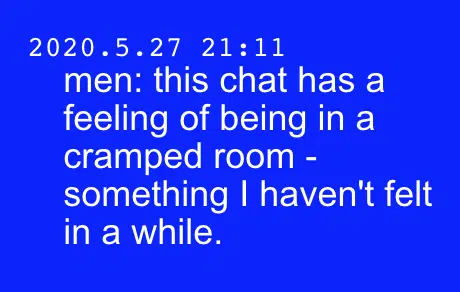 2020.5.27 21:11
men: this chat has a
feeling of being in a
cramped room -
something I haven't felt
in a while.